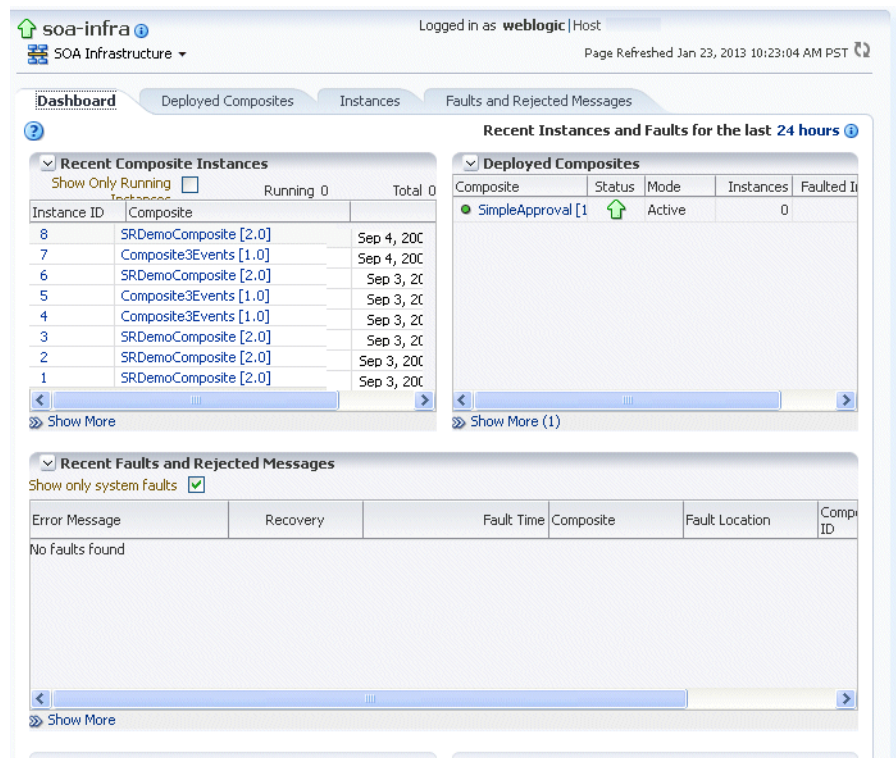 soa-infra
Logged in as weblogic|Host
SOA Infrastructure
Page Refreshed Jan 23, 2013 10:23:04 AM PST
Dashboard Deployed Composites Instances Faults and Rejected Messages
Recent Instances and Faults for the last 24 hours
Recent Composite Instances
Show Only Running Instances Running 0 Total 0
Instance ID Composite
8 SRDemoComposite [2.0] Sep 4, 200
7 Composite3Events [1.0] Sep 4, 200
6 SRDemoComposite [2.0] Sep 3, 20
5 Composite3Events [1.0] Sep 3, 20
4 Composite3Events [1.0] Sep 3, 20
3 SRDemoComposite [2.0] Sep 3, 20
2 SRDemoComposite [2.0] Sep 3, 200
1 SRDemoComposite [2.0] Sep 3, 200
Show More
Deployed Composites
Composite Status Mode Instances Faulted I
SimpleApproval [1 Active 0
Show More (1)
Recent Faults and Rejected Messages
Show only system faults
Error Message Recovery Fault Time Composite Fault Location Comp
ID
No faults found
Show More